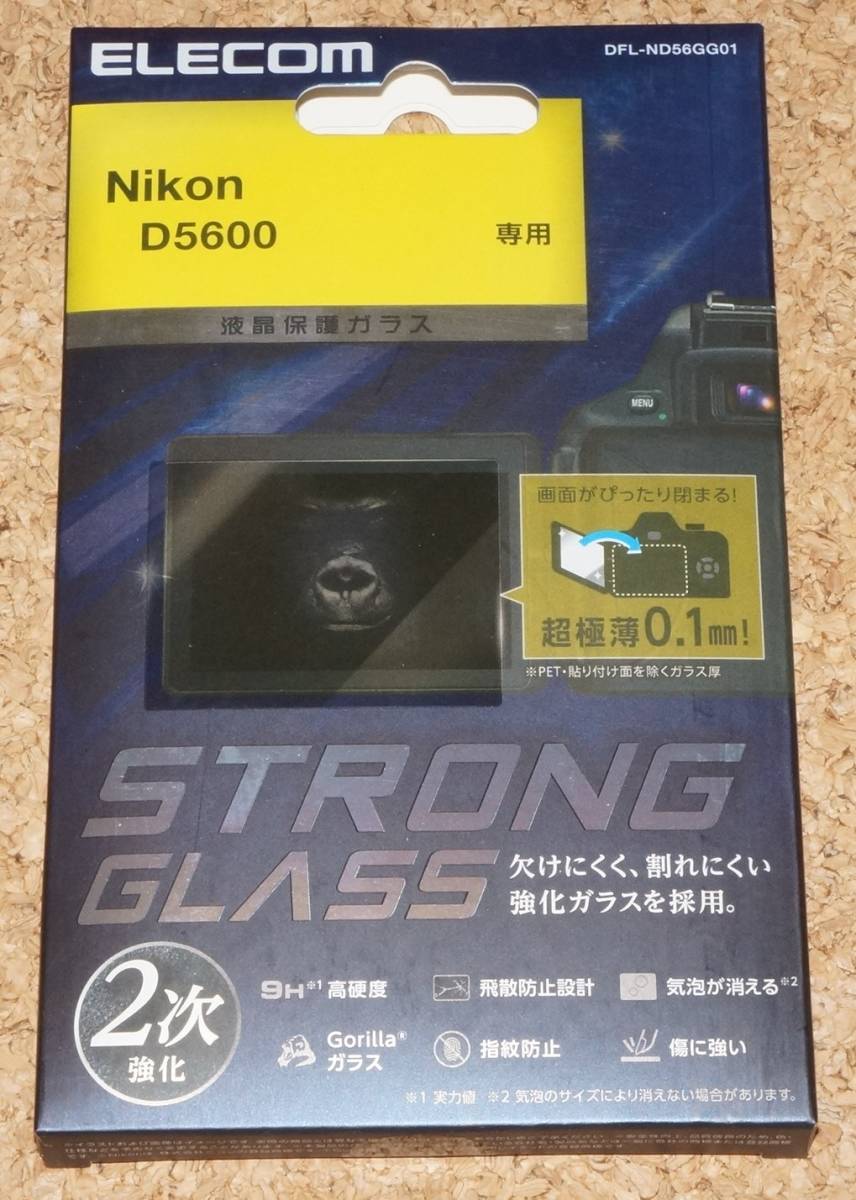 ELECOM
DFL-ND56GG01
Nikon
D5600
専用
液晶保護ガラス
MENU
画面がぴったり閉まる!
超極薄0.1mm!
※PET・貼り付け面を除くガラス厚
STRONG
GLASS
欠けにくく、割れにくい
強化ガラスを採用。
2次
強化
9H※1高硬度
飛散防止設計
気泡が消える※2
Gorilla®
ガラス
指紋防止
傷に強い
※1 実力値 ※2 気泡のサイズにより消えない場合があります。